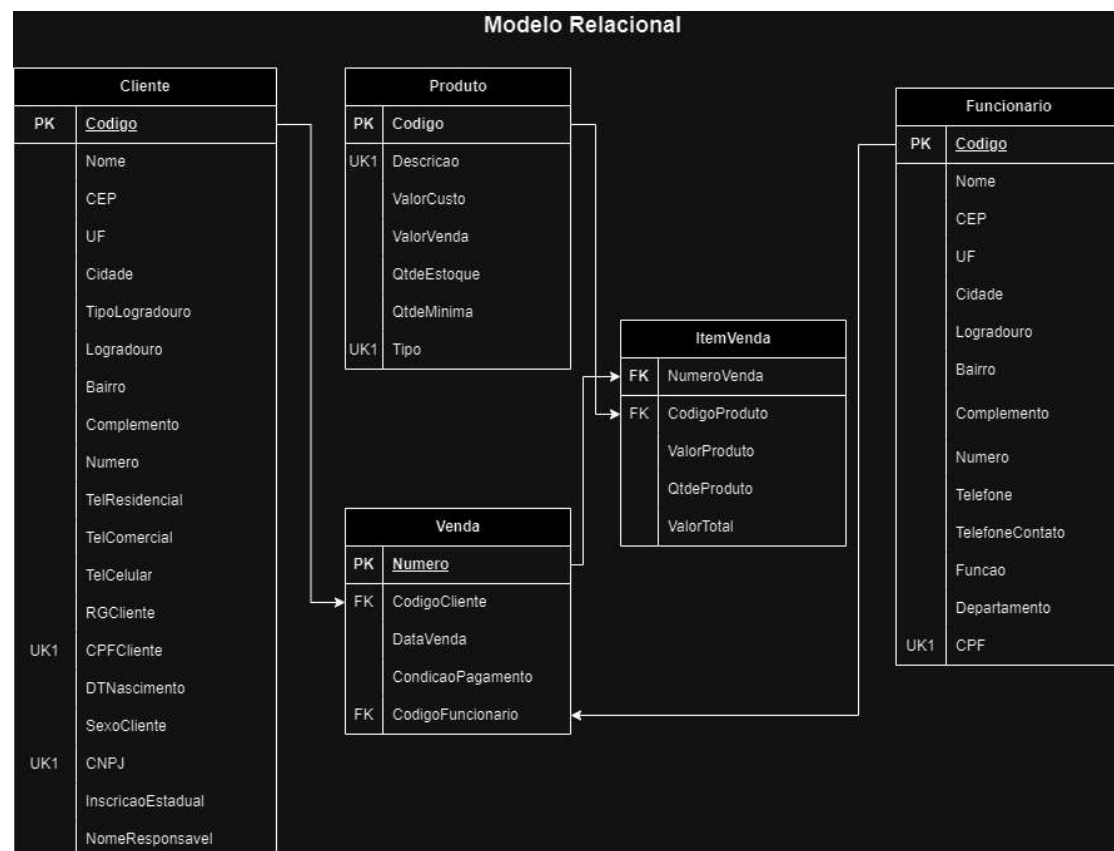 Modelo Relacional
Cliente
PK Codigo
Nome
CEP
UF
Cidade
TipoLogradouro
Logradouro
Bairro
Complemento
Numero
TelResidencial
TelComercial
TelCelular
RGCliente
UK1 CPFCliente
DTNascimento
SexoCliente
UK1 CNPJ
InscricaoEstadual
NomeResponsavel
Produto
PK Codigo
UK1 Descricao
ValorCusto
ValorVenda
QtdeEstoque
QtdeMinima
UK1 Tipo
Venda
PK Numero
FK CodigoCliente
DataVenda
CondicaoPagamento
FK CodigoFuncionario
ItemVenda
FK NumeroVenda
FK CodigoProduto
ValorProduto
QtdeProduto
ValorTotal
Funcionario
PK Codigo
Nome
CEP
UF
Cidade
Logradouro
Bairro
Complemento
Numero
Telefone
TelefoneContato
Funcao
Departamento
UK1 CPF